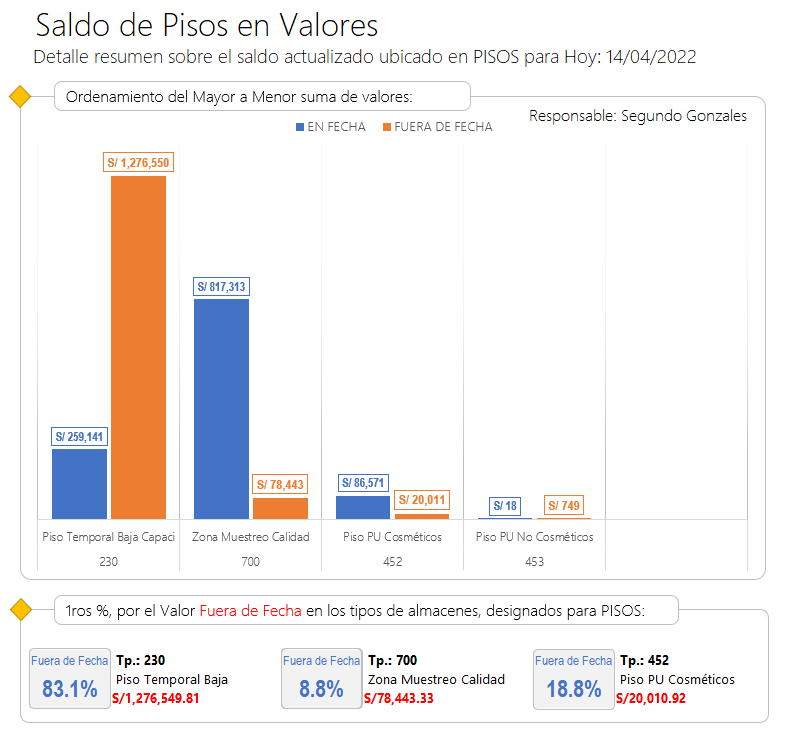 Saldo de Pisos en Valores
Detalle resumen sobre el saldo actualizado ubicado en PISOS para Hoy: 14/04/2022
Ordenamiento del Mayor a Menor suma de valores:
Responsable: Segundo Gonzales
EN FECHA FUERA DE FECHA
S/ 1,276,550
S/ 817,313
S/ 259,141
S/ 78,443
S/ 86,571
S/ 20,011
S/ 18
S/ 749
Piso Temporal Baja Capaci Zona Muestreo Calidad Piso PU Cosméticos Piso PU No Cosméticos
230 700 452 453
1ros %, por el Valor Fuera de Fecha en los tipos de almacenes, designados para PISOS:
Fuera de Fecha
83.1%
Tp.: 230
Piso Temporal Baja
S/1,276,549.81
Fuera de Fecha
8.8%
Tp.: 700
Zona Muestreo Calidad
S/78,443.33
Fuera de Fecha
18.8%
Tp.: 452
Piso PU Cosméticos
S/20,010.92